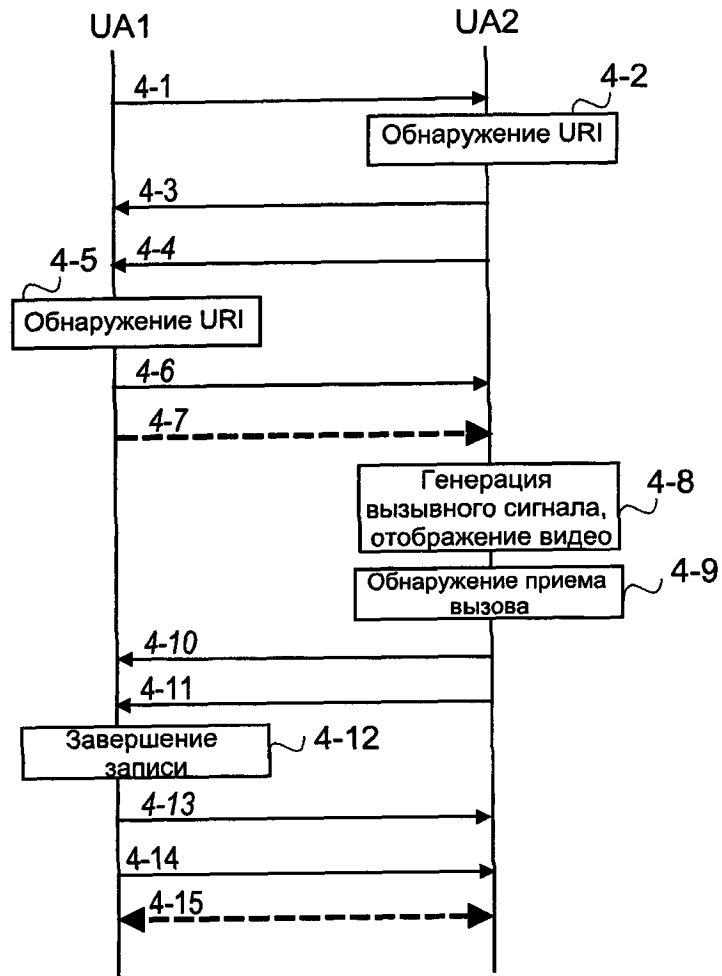 UA1
UA2
4-1
4-2
Обнаружение URI
4-3
4-4
4-5
Обнаружение URI
4-6
4-7
Генерация
вызывного сигнала,
отображение видео
4-8
Обнаружение приема
вызова
4-9
4-10
4-11
Завершение
записи
4-12
4-13
4-14
4-15